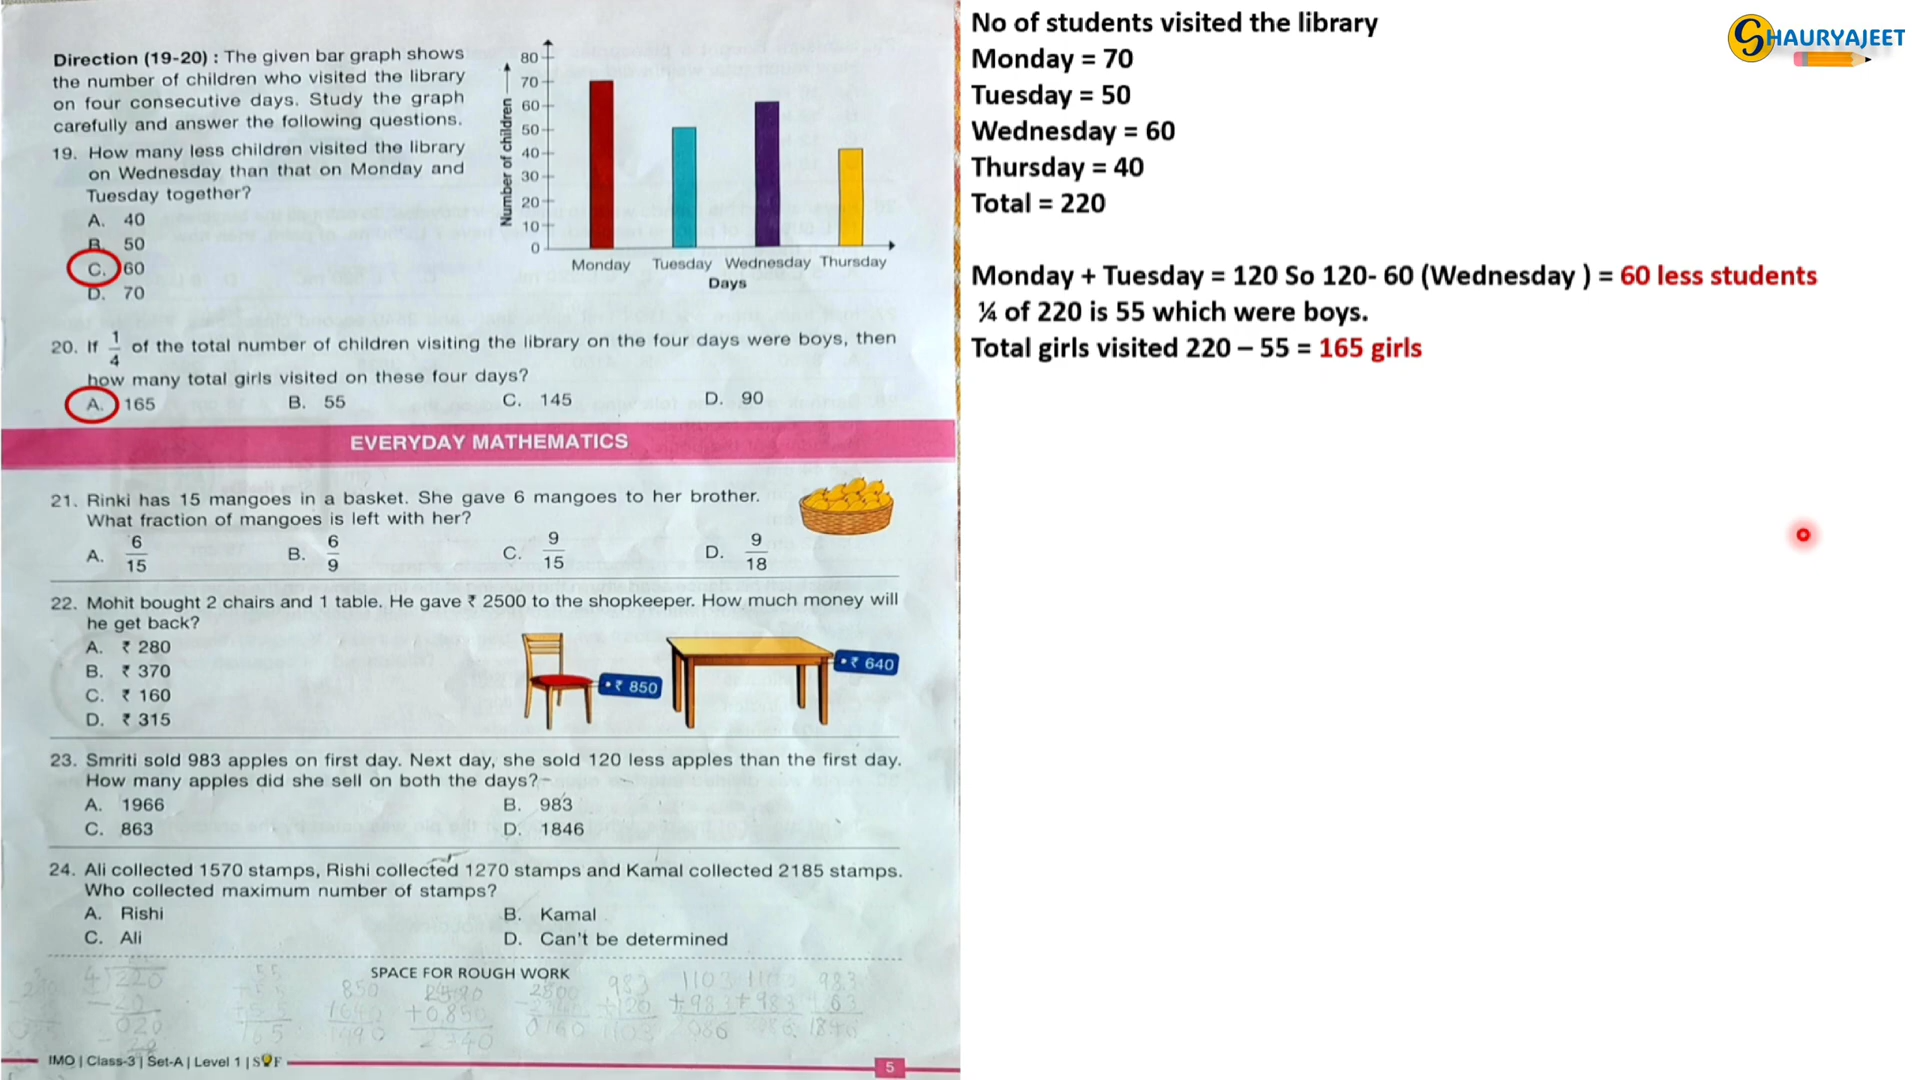 Direction (19-20) : The given bar graph shows
the number of children who visited the library
on four consecutive days. Study the graph
carefully and answer the following questions.
19. How many less children visited the library
on Wednesday than that on Monday and
Tuesday together?
A. 40
B. 50
C. 60
D. 70
Number of children
80
70
60
50
40
30
20
10
0
Monday Tuesday Wednesday Thursday
Days
20. If 1/4 of the total number of children visiting the library on the four days were boys, then
how many total girls visited on these four days?
A. 165 B. 55 C. 145 D. 90
EVERYDAY MATHEMATICS
21. Rinki has 15 mangoes in a basket. She gave 6 mangoes to her brother.
What fraction of mangoes is left with her?
A. 6/15 B. 6/9 C. 9/15 D. 9/18
22. Mohit bought 2 chairs and 1 table. He gave ₹ 2500 to the shopkeeper. How much money will
he get back?
A. ₹ 280
B. ₹ 370
C. ₹ 160
D. ₹ 315
₹ 850
₹ 640
23. Smriti sold 983 apples on first day. Next day, she sold 120 less apples than the first day.
How many apples did she sell on both the days?
A. 1966 B. 983
C. 863 D. 1846
24. Ali collected 1570 stamps, Rishi collected 1270 stamps and Kamal collected 2185 stamps.
Who collected maximum number of stamps?
A. Rishi B. Kamal
C. Ali D. Can't be determined
SPACE FOR ROUGH WORK
IMO | Class-3 | Set-A | Level 1 | SOF
5
No of students visited the library
Monday = 70
Tuesday = 50
Wednesday = 60
Thursday = 40
Total = 220
Monday + Tuesday = 120 So 120- 60 (Wednesday ) = 60 less students
¼ of 220 is 55 which were boys.
Total girls visited 220 – 55 = 165 girls
SHAURYAJEET